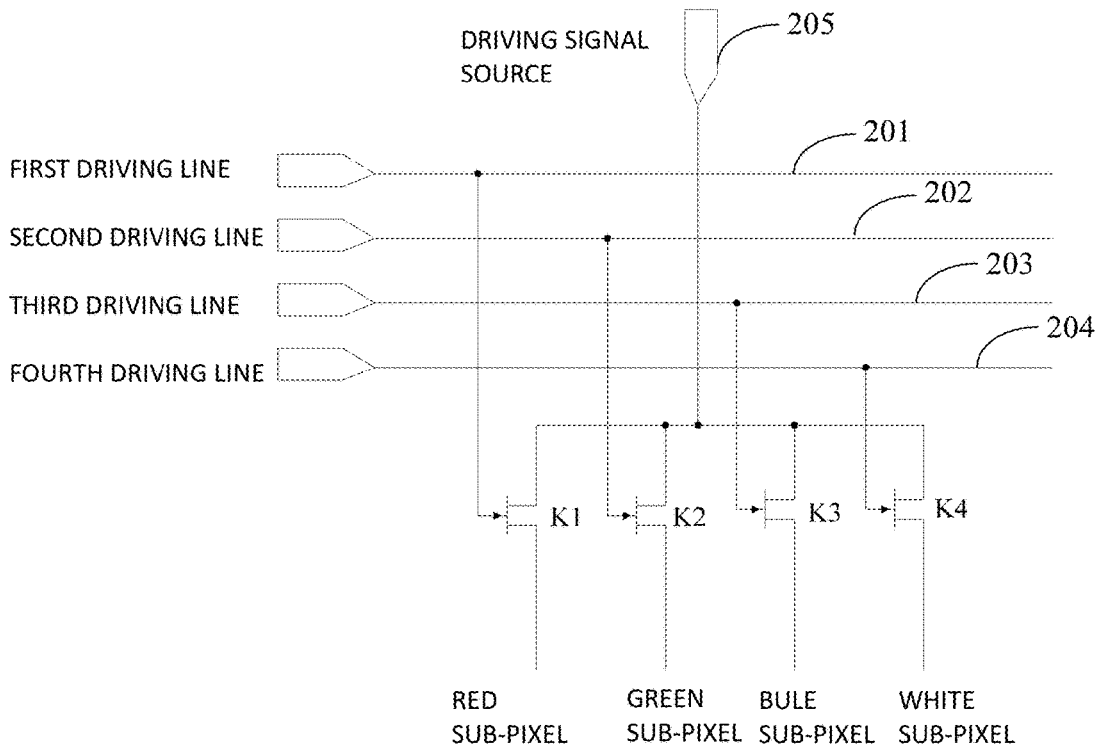 DRIVING SIGNAL
SOURCE
205
FIRST DRIVING LINE
201
SECOND DRIVING LINE
202
THIRD DRIVING LINE
203
FOURTH DRIVING LINE
204
K1
K2
K3
K4
RED
SUB-PIXEL
GREEN
SUB-PIXEL
BULE
SUB-PIXEL
WHITE
SUB-PIXEL